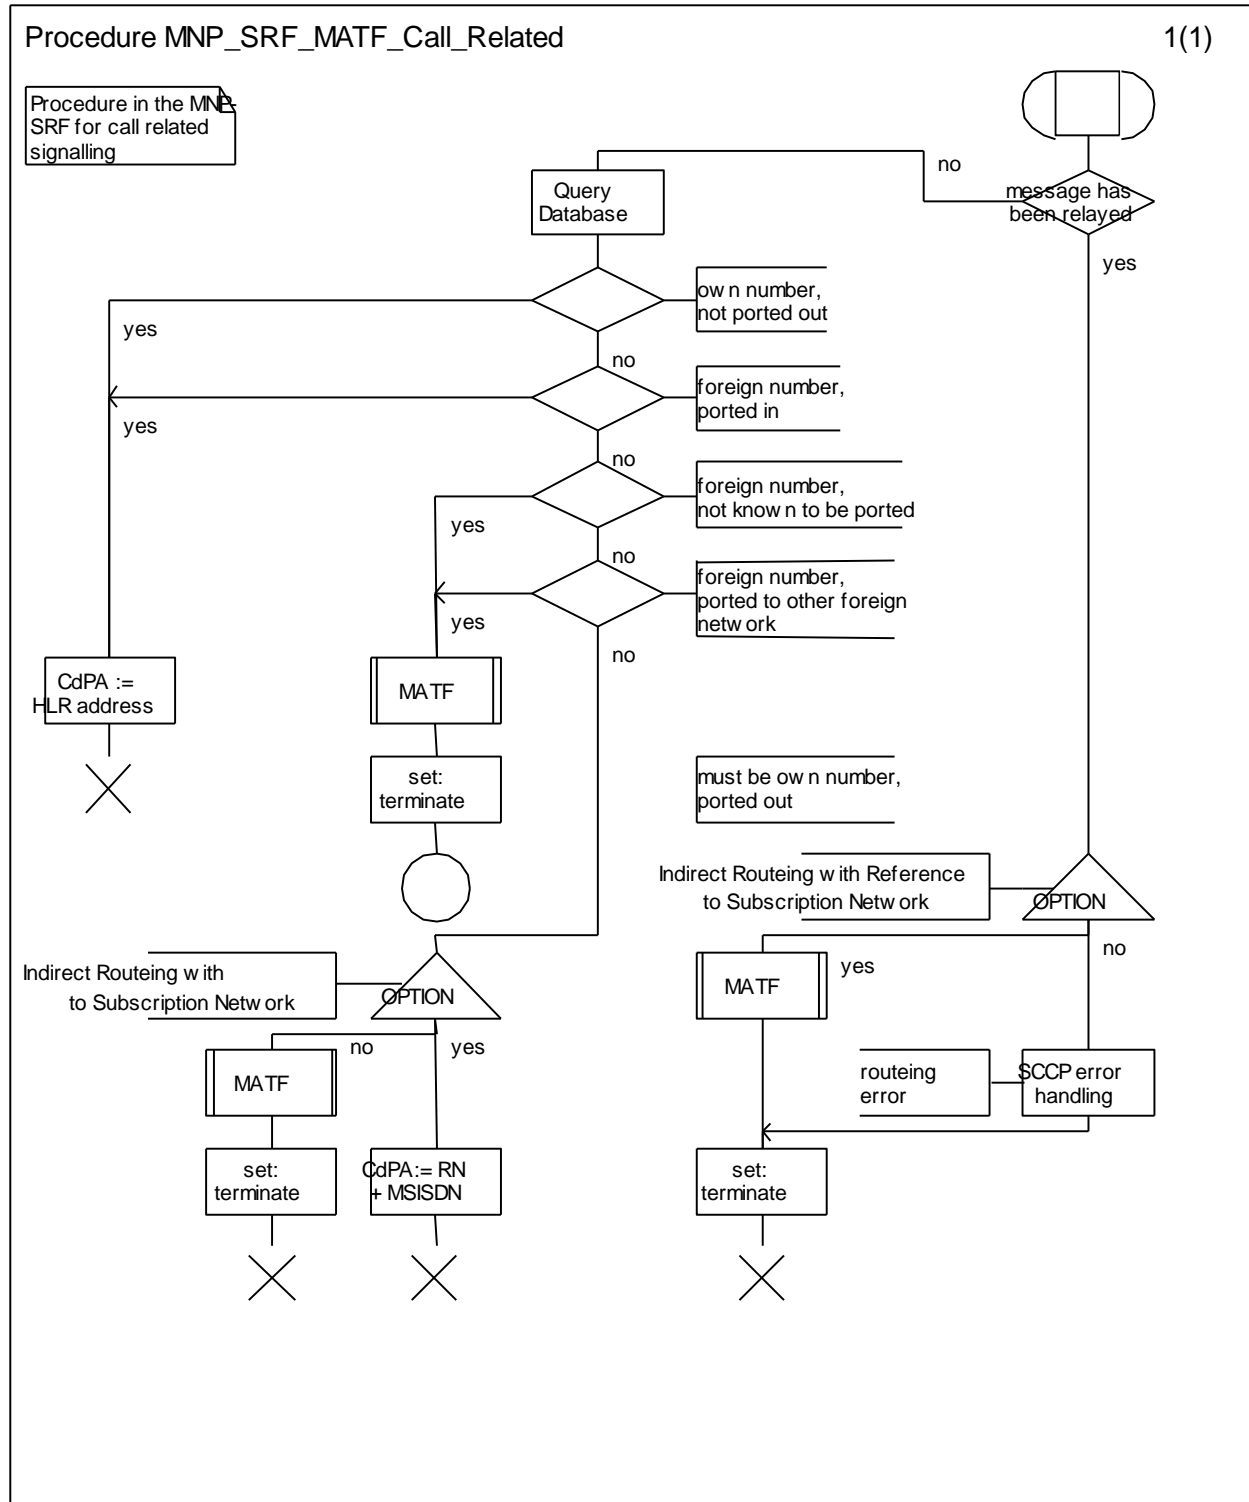 Procedure MNP_SRF_MATF_Call_Related
1(1)
Procedure in the MNP-
SRF for call related
signalling
no
message has
been relayed
yes
Query
Database
own number,
not ported out
yes
no
foreign number,
ported in
yes
no
foreign number,
not known to be ported
yes
no
foreign number,
ported to other foreign
network
yes
no
CdPA :=
HLR address
MATF
set:
terminate
must be own number,
ported out
Indirect Routeing with Reference
to Subscription Network
OPTION
no
yes
MATF
Indirect Routeing with
to Subscription Network
OPTION
no
yes
MATF
routeing
error
SCCP error
handling
set:
terminate
CdPA:= RN
+ MSISDN
set:
terminate